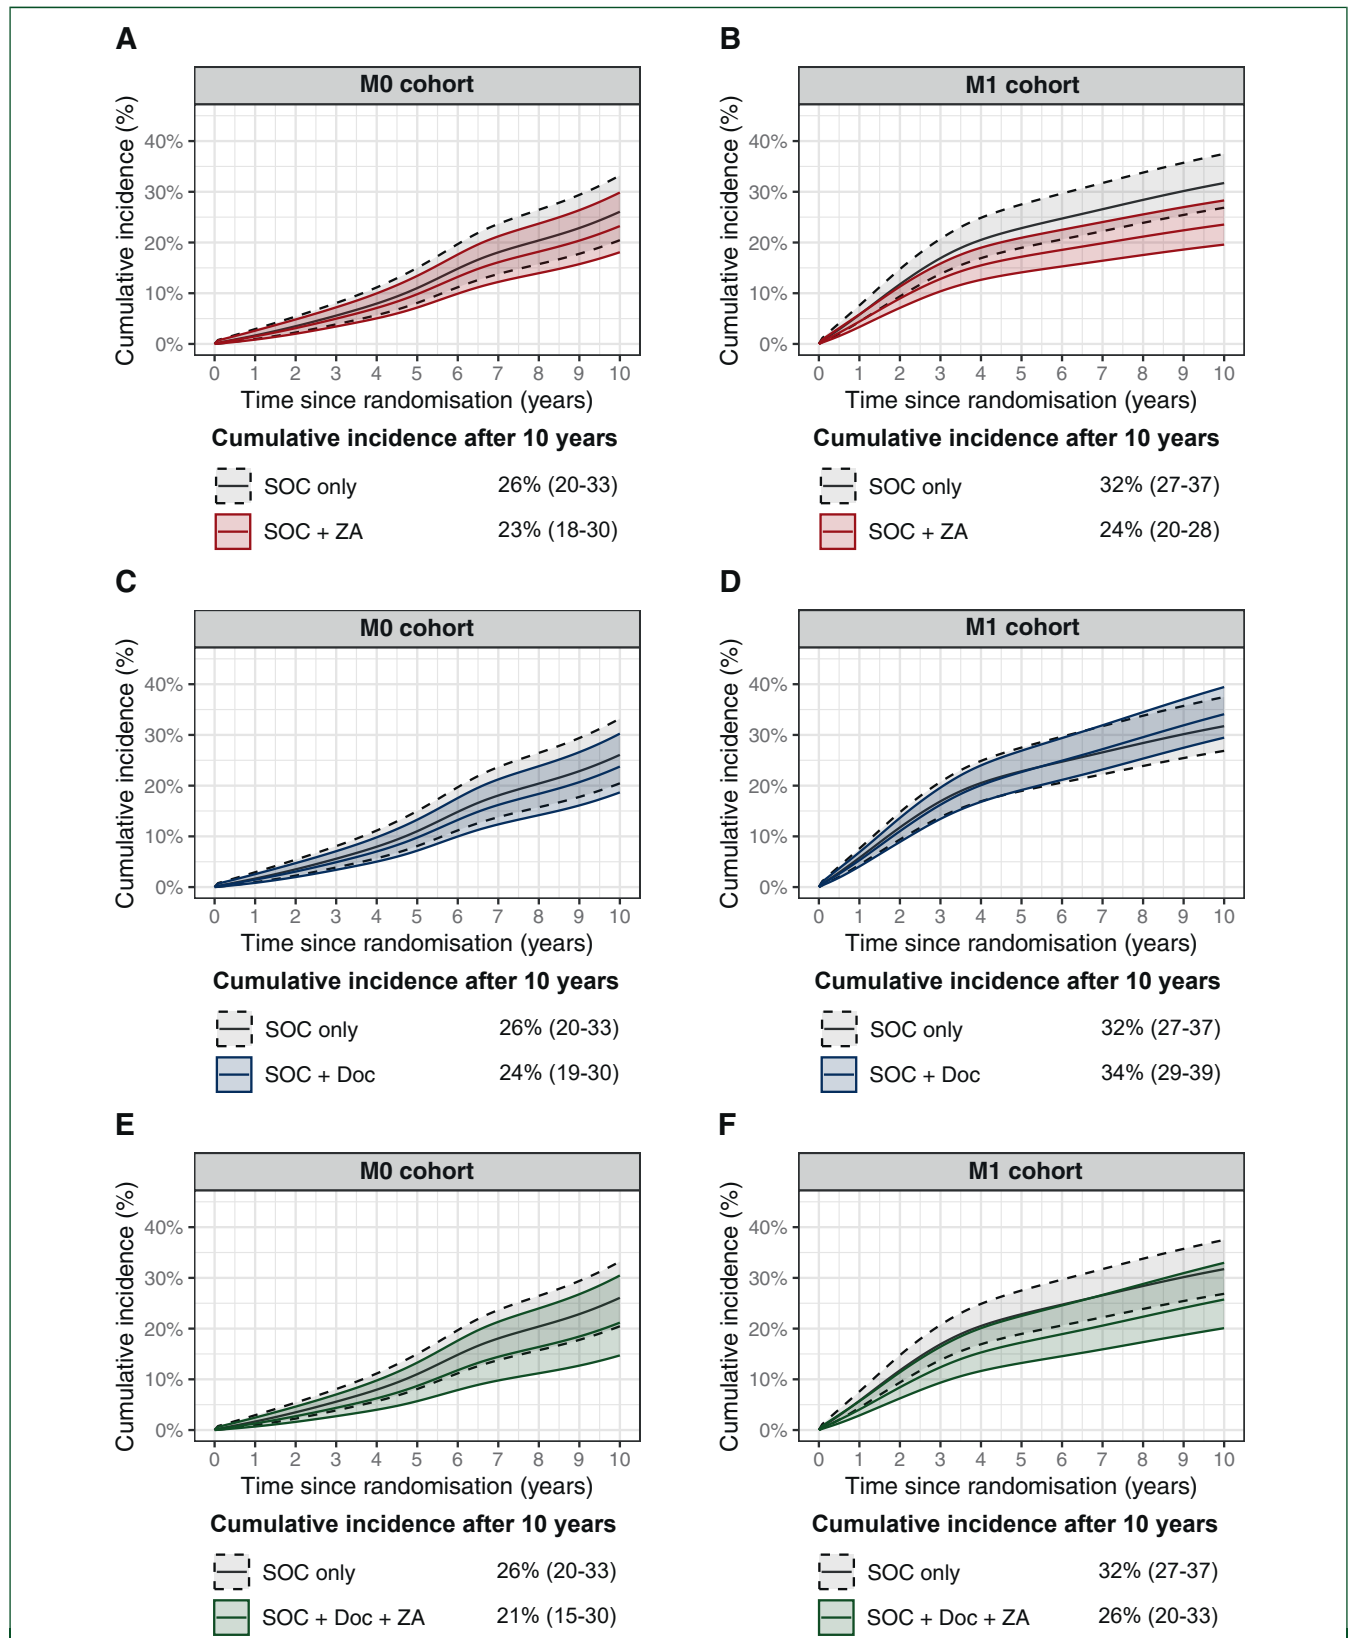 A
M0 cohort
Cumulative incidence (%)
40%
30%
20%
10%
0%
0 1 2 3 4 5 6 7 8 9 10
Time since randomisation (years)
Cumulative incidence after 10 years
SOC only 26% (20-33)
SOC + ZA 23% (18-30)
B
M1 cohort
Cumulative incidence (%)
40%
30%
20%
10%
0%
0 1 2 3 4 5 6 7 8 9 10
Time since randomisation (years)
Cumulative incidence after 10 years
SOC only 32% (27-37)
SOC + ZA 24% (20-28)
C
M0 cohort
Cumulative incidence (%)
40%
30%
20%
10%
0%
0 1 2 3 4 5 6 7 8 9 10
Time since randomisation (years)
Cumulative incidence after 10 years
SOC only 26% (20-33)
SOC + Doc 24% (19-30)
D
M1 cohort
Cumulative incidence (%)
40%
30%
20%
10%
0%
0 1 2 3 4 5 6 7 8 9 10
Time since randomisation (years)
Cumulative incidence after 10 years
SOC only 32% (27-37)
SOC + Doc 34% (29-39)
E
M0 cohort
Cumulative incidence (%)
40%
30%
20%
10%
0%
0 1 2 3 4 5 6 7 8 9 10
Time since randomisation (years)
Cumulative incidence after 10 years
SOC only 26% (20-33)
SOC + Doc + ZA 21% (15-30)
F
M1 cohort
Cumulative incidence (%)
40%
30%
20%
10%
0%
0 1 2 3 4 5 6 7 8 9 10
Time since randomisation (years)
Cumulative incidence after 10 years
SOC only 32% (27-37)
SOC + Doc + ZA 26% (20-33)